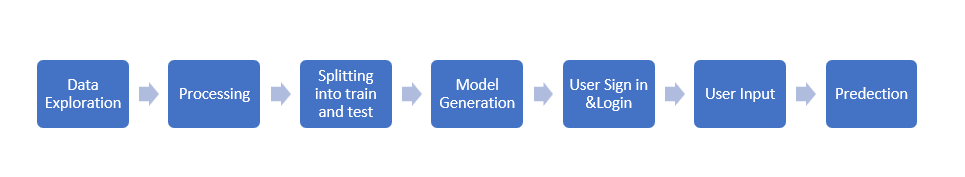 Data
Exploration
Processing
Splitting
into train
and test
Model
Generation
User Sign in
&Login
User Input
Predection